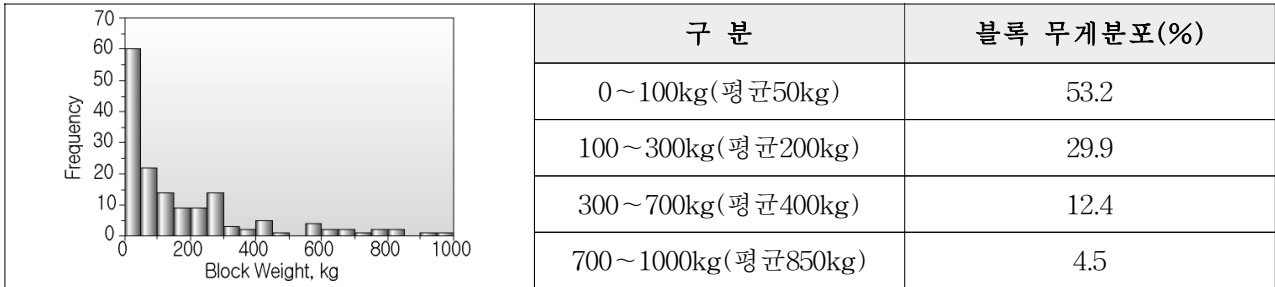 70
60
50
40
30
20
10
0
Frequency
0 200 400 600 800 1000
Block Weight, kg
구 분 블록 무게분포(%)
0~100kg(평균50kg) 53.2
100~300kg(평균200kg) 29.9
300~700kg(평균400kg) 12.4
700~1000kg(평균850kg) 4.5